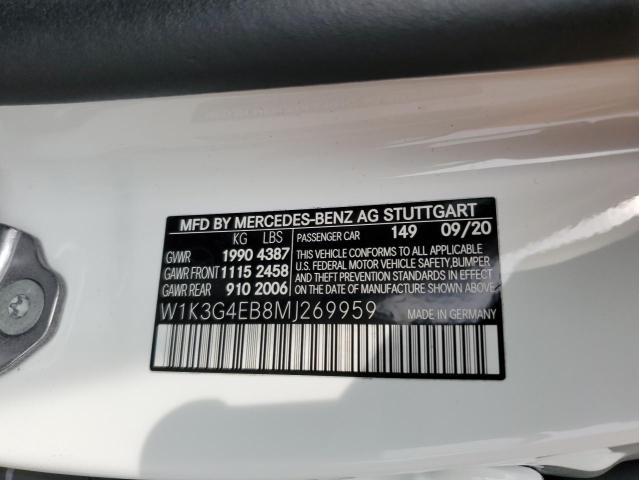 MFD BY MERCEDES-BENZ AG STUTTGART
KG LBS
GVWR 1990 4387
GAWR FRONT 1115 2458
GAWR REAR 910 2006
PASSENGER CAR 149 09/20
THIS VEHICLE CONFORMS TO ALL APPLICABLE
U.S. FEDERAL MOTOR VEHICLE SAFETY,BUMPER
AND THEFT PREVENTION STANDARDS IN EFFECT
ON THE DATE OF MANUFACTURE SHOWN ABOVE.
W1K3G4EB8MJ269959
MADE IN GERMANY